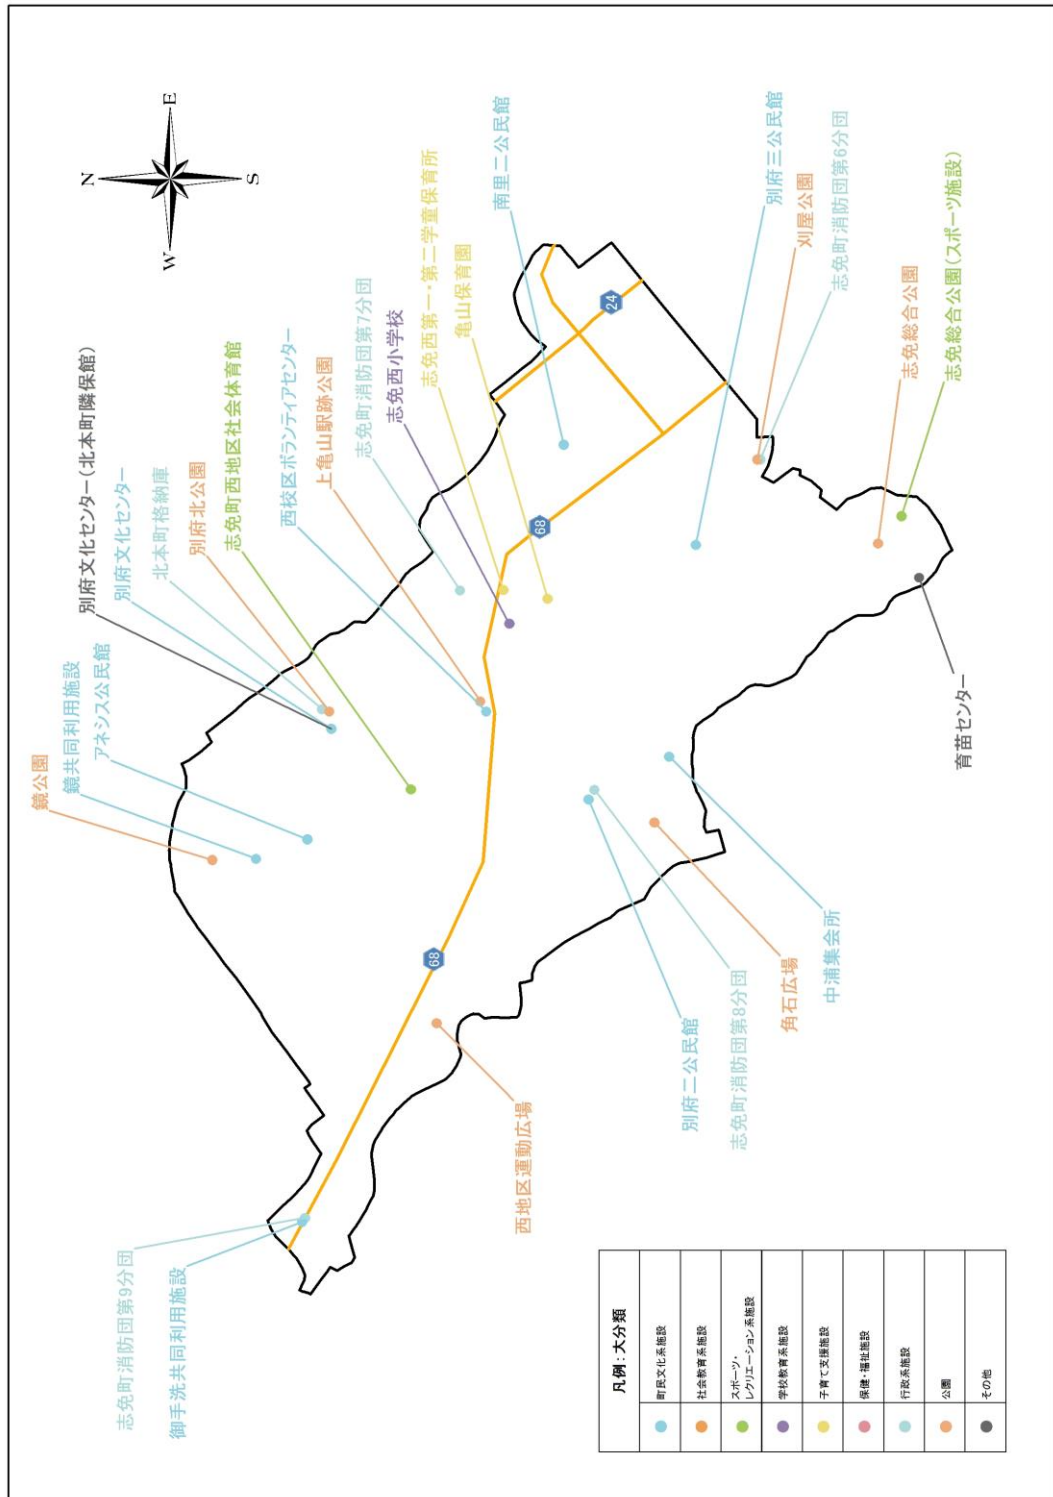 N
E
S
W
鏡公園
鏡共同利用施設
アネシス公民館
別府文化センター(北本町隣保館)
別府文化センター
北本町格納庫
別府北公園
志免町西地区社会体育館
西校区ボランティアセンター
上亀山駅跡公園
志免町消防団第7分団
志免西小学校
志免西第一・第二学童保育所
亀山保育園
南里二公民館
別府三公民館
刈屋公園
志免町消防団第6分団
志免総合公園
志免総合公園(スポーツ施設)
24
68
68
志免町消防団第9分団
御手洗共同利用施設
西地区運動広場
別府二公民館
志免町消防団第8分団
角石広場
中浦集会所
育苗センター
凡例:大分類
町民文化系施設
社会教育系施設
スポーツ・
レクリエーション系施設
学校教育系施設
子育て支援施設
保健・福祉施設
行政系施設
公園
その他